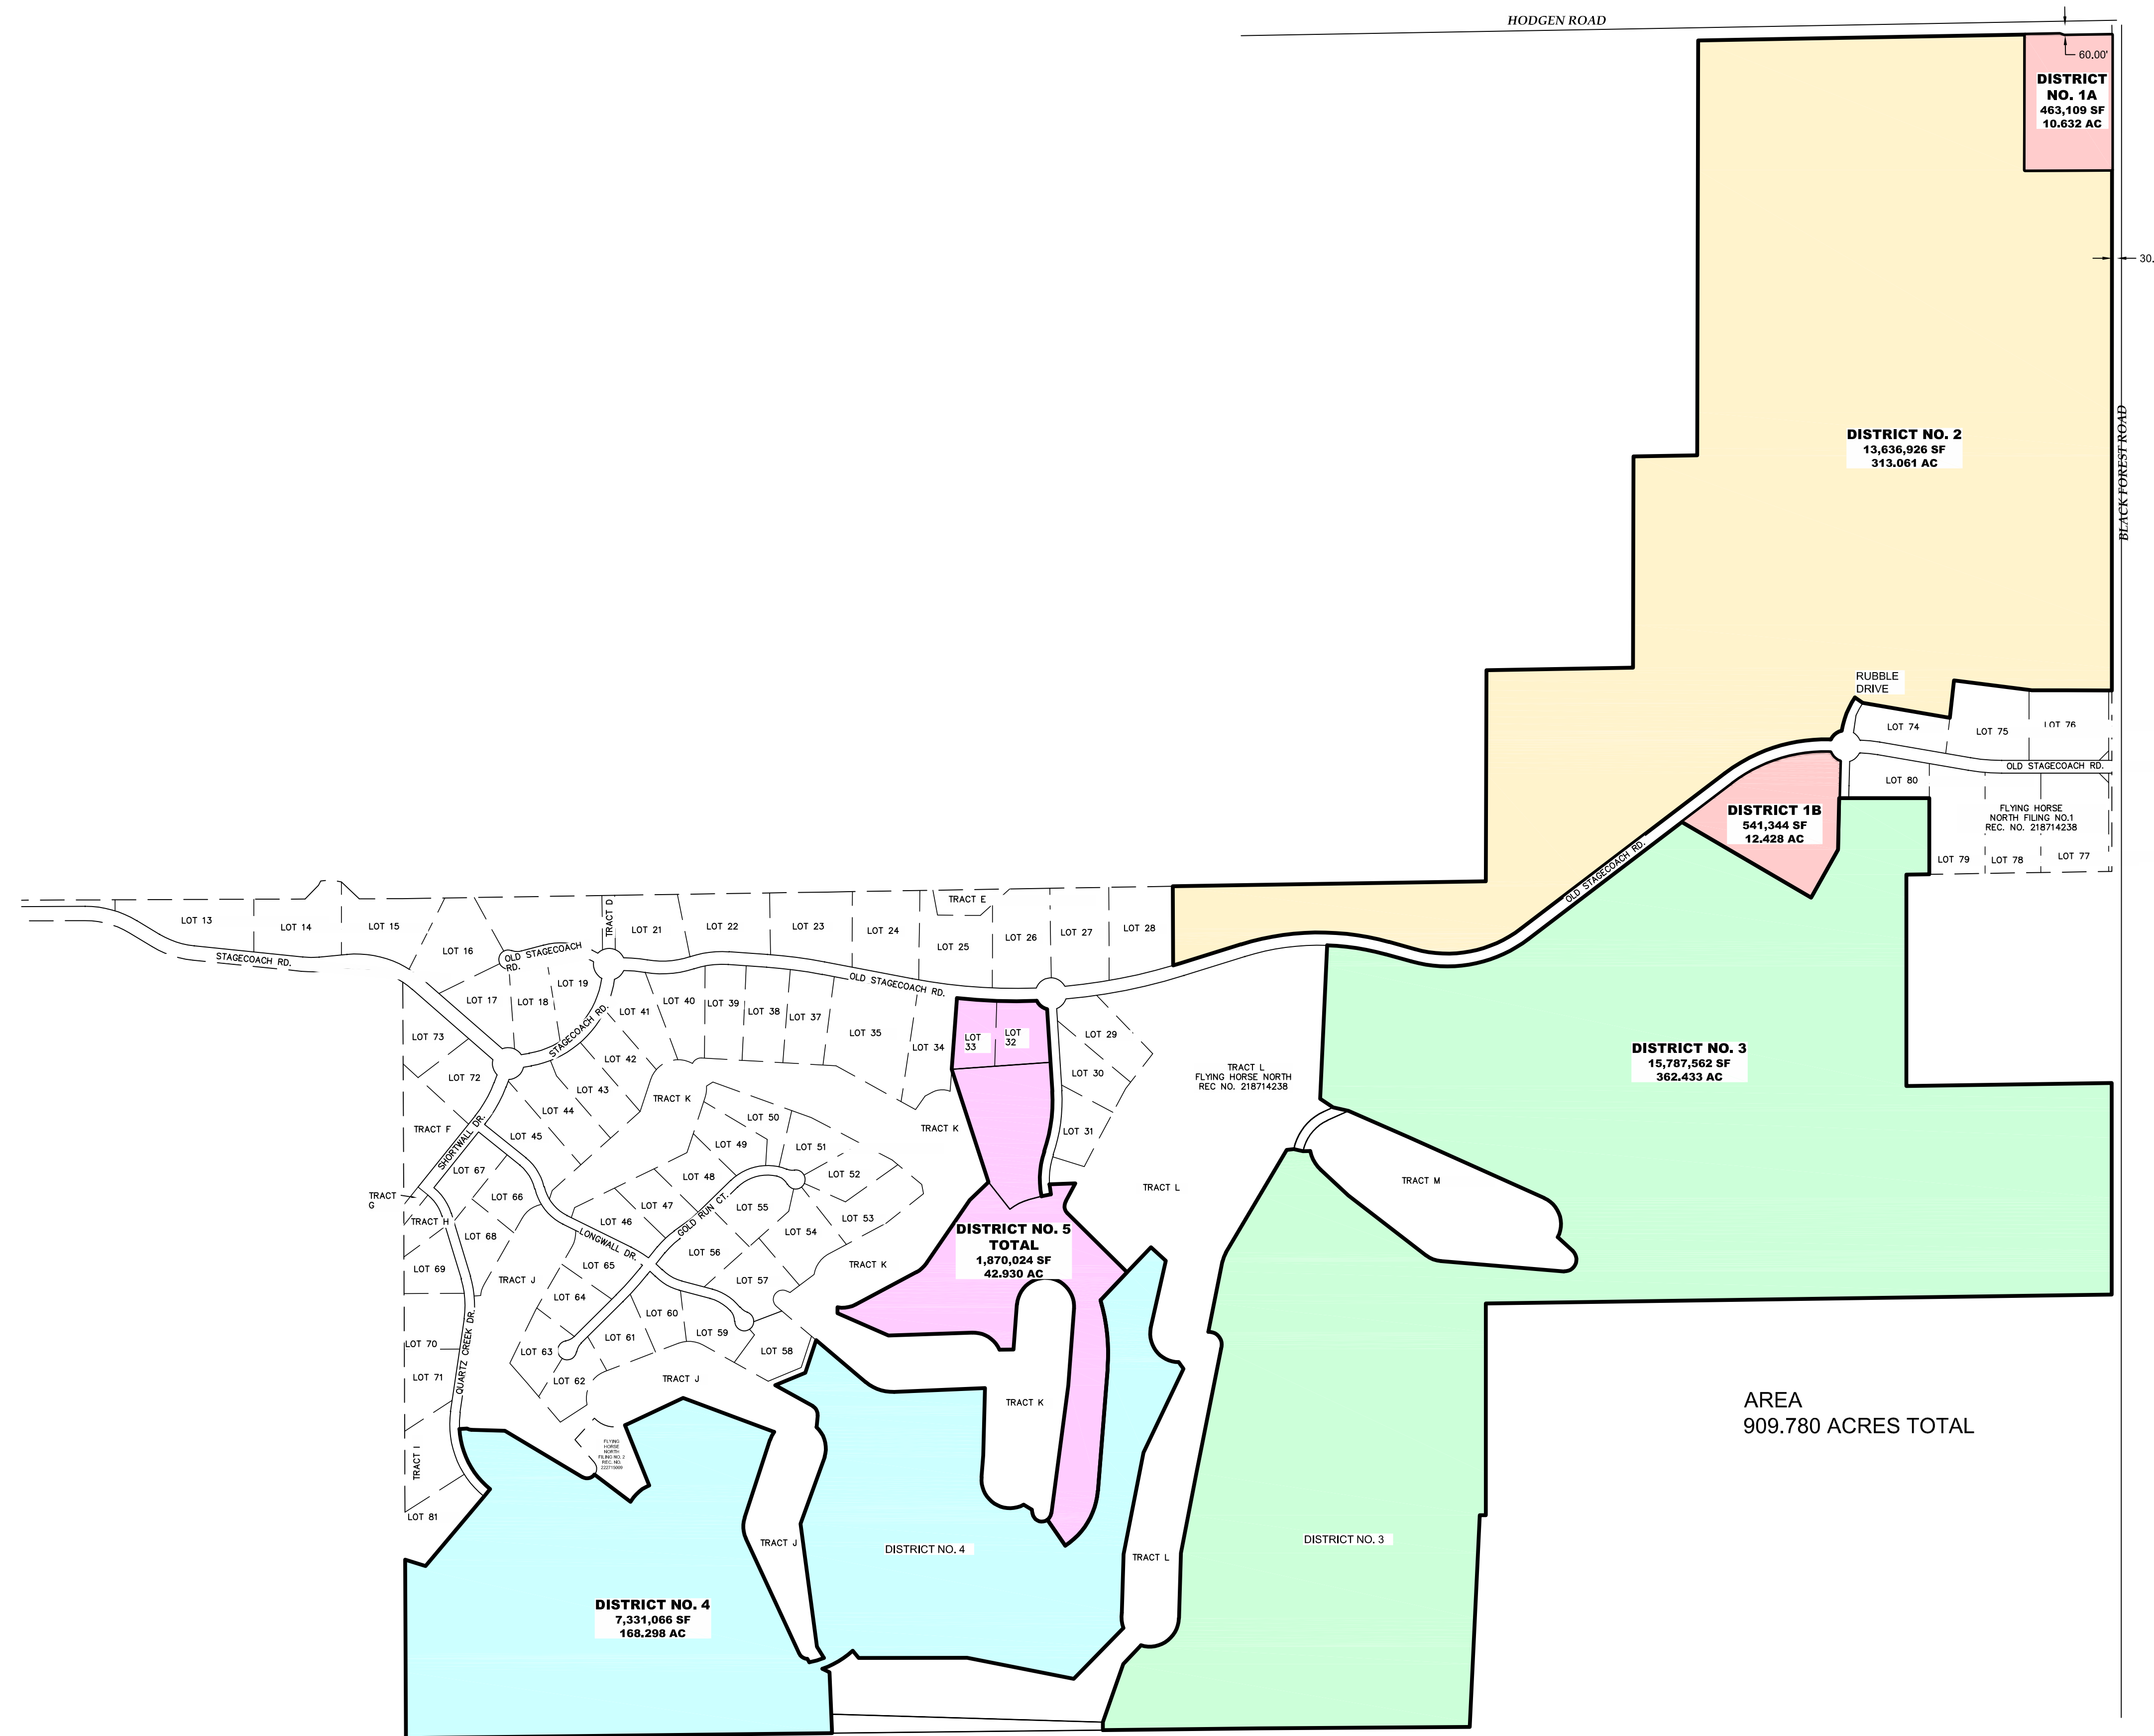 HODGEN ROAD
60.00'
DISTRICT
NO. 1A
463,109 SF
10.632 AC
30.
BLACK FOREST ROAD
DISTRICT NO. 2
13,636,926 SF
313.061 AC
RUBBLE
DRIVE
LOT 74
LOT 75
LOT 76
OLD STAGECOACH RD.
LOT 80
FLYING HORSE
NORTH FILING NO.1
REC. NO. 218714238
LOT 79
LOT 78
LOT 77
DISTRICT 1B
541,344 SF
12.428 AC
OLD STAGECOACH RD.
LOT 13
LOT 14
LOT 15
LOT 16
STAGECOACH RD.
OLD STAGECOACH
RD.
TRACT D
LOT 21
LOT 22
LOT 23
LOT 24
TRACT E
LOT 25
LOT 26
LOT 27
LOT 28
LOT 17
LOT 18
LOT 19
STAGECOACH RD.
LOT 41
LOT 40
LOT 39
LOT 38
LOT 37
OLD STAGECOACH RD.
LOT 35
LOT 34
LOT
33
LOT
32
LOT 29
LOT 30
LOT 31
LOT 73
LOT 72
LOT 42
LOT 43
LOT 44
LOT 45
TRACT K
TRACT K
TRACT F
SHORTWALL DR.
TRACT
G
TRACT H
LOT 67
LOT 66
LOT 68
LOT 69
LOT 70
LOT 71
QUARTZ CREEK DR.
TRACT I
LOT 81
LOT 50
LOT 49
LOT 51
LOT 52
LOT 48
LOT 47
LOT 46
GOLD RUN CT.
LOT 55
LOT 54
LOT 53
LONGWALL DR.
LOT 56
LOT 57
TRACT K
LOT 65
LOT 64
TRACT J
LOT 60
LOT 61
LOT 59
LOT 58
LOT 63
LOT 62
TRACT J
FLYING
HORSE
NORTH
FILING NO. 2
REC. NO.
222715009
TRACT L
FLYING HORSE NORTH
REC NO. 218714238
TRACT L
DISTRICT NO. 5
TOTAL
1,870,024 SF
42.930 AC
TRACT K
TRACT M
DISTRICT NO. 3
15,787,562 SF
362.433 AC
AREA
909.780 ACRES TOTAL
TRACT J
DISTRICT NO. 4
TRACT L
DISTRICT NO. 3
DISTRICT NO. 4
7,331,066 SF
168.298 AC